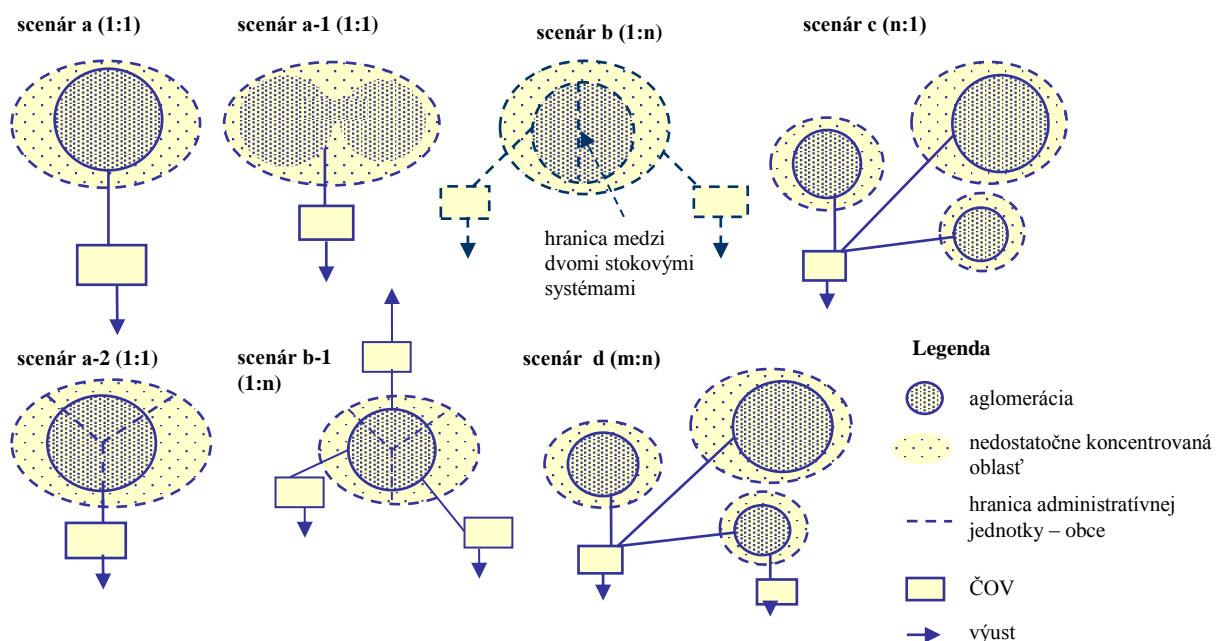 scenár a (1:1)
scenár a-1 (1:1)
scenár b (1:n)
scenár c (n:1)
hranica medzi
dvomi stokovými
systémami
scenár a-2 (1:1)
scenár b-1
(1:n)
scenár d (m:n)
Legenda
aglomerácia
nedostatočne koncentrovaná
oblasť
hranica administratívnej
jednotky – obce
ČOV
výust